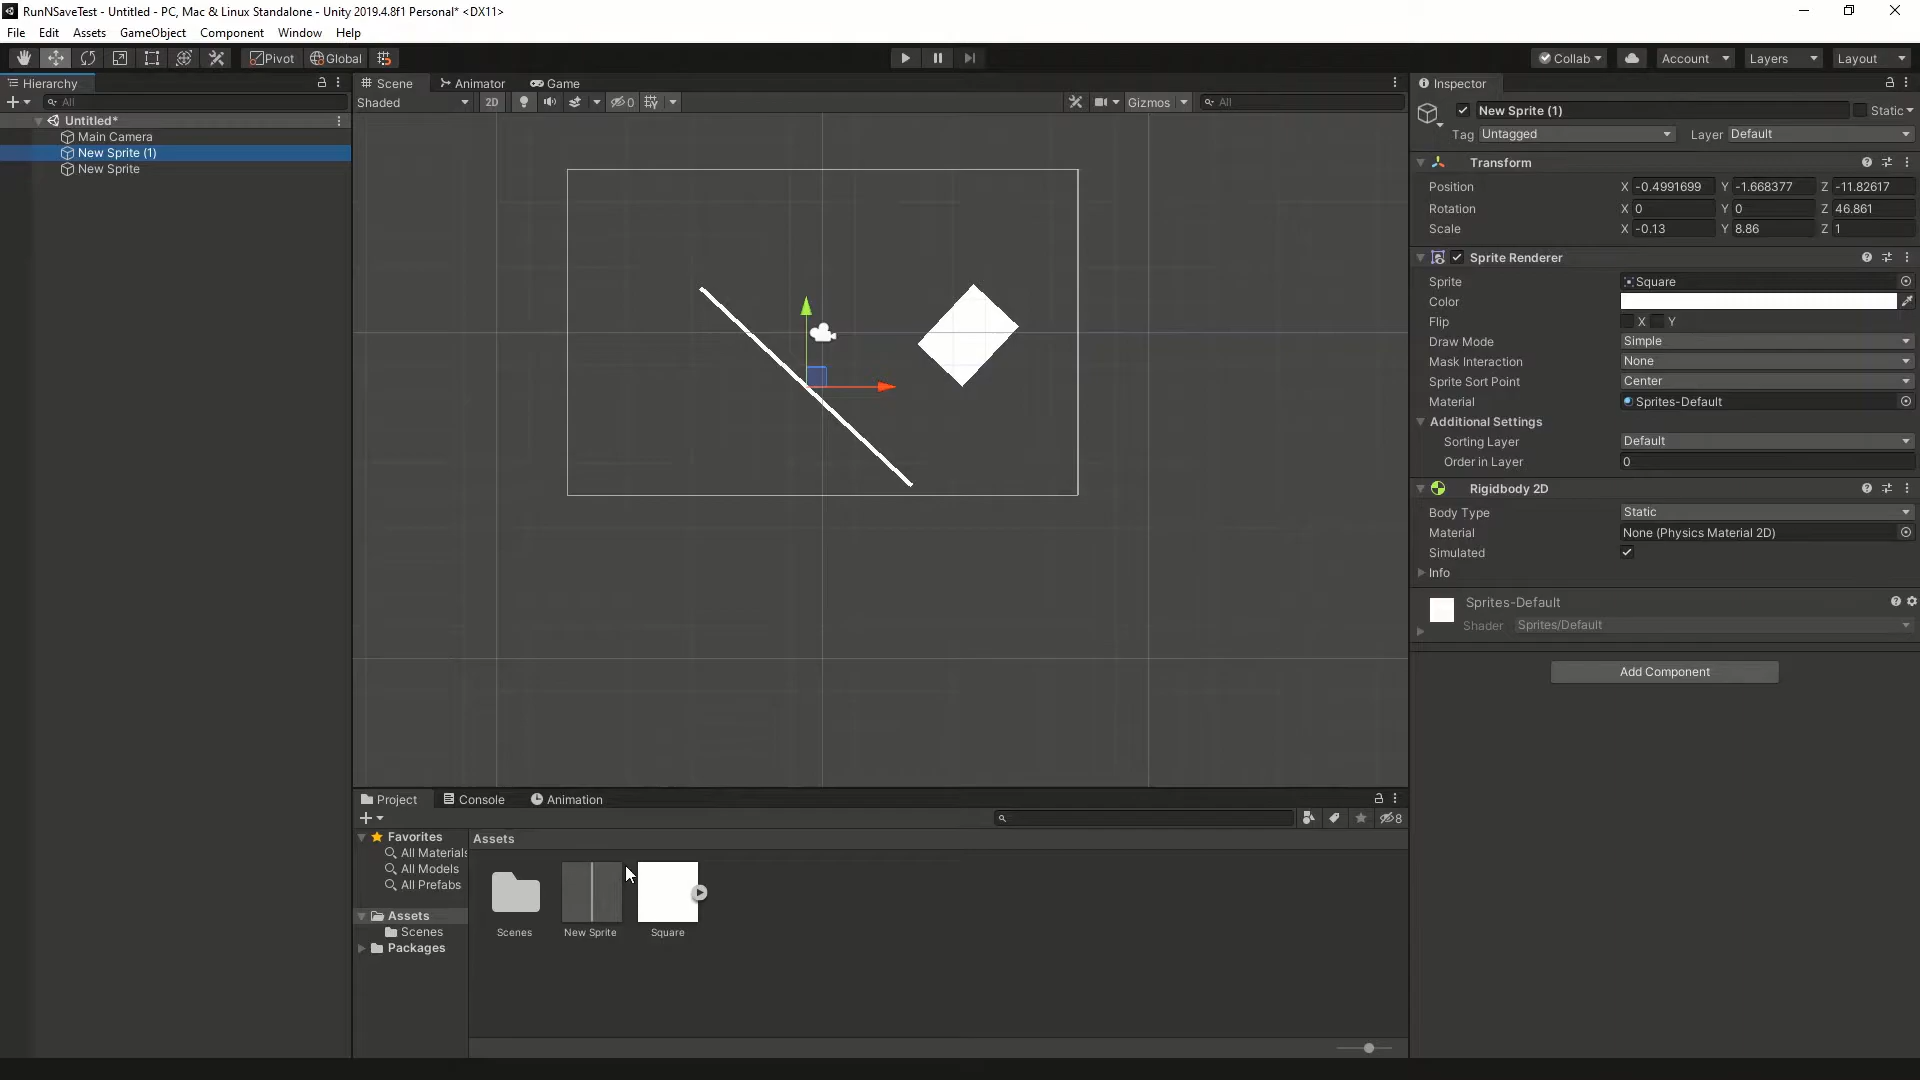 RunNSaveTest - Untitled - PC, Mac & Linux Standalone - Unity 2019.4.8f1 Personal* <DX11>
File Edit Assets GameObject Component Window Help
Pivot Global Collab Account Layers Layout
Hierarchy
All
Untitled*
Main Camera
New Sprite (1)
New Sprite
Scene Animator Game
Shaded 2D 0 Gizmos All
Inspector
New Sprite (1) Static
Tag Untagged Layer Default
Transform
Position X -0.4991699 Y -1.668377 Z -11.82617
Rotation X 0 Y 0 Z 46.861
Scale X -0.13 Y 8.86 Z 1
Sprite Renderer
Sprite Square
Color
Flip X Y
Draw Mode Simple
Mask Interaction None
Sprite Sort Point Center
Material Sprites-Default
Additional Settings
Sorting Layer Default
Order in Layer 0
Rigidbody 2D
Body Type Static
Material None (Physics Material 2D)
Simulated
Info
Sprites-Default
Shader Sprites/Default
Add Component
Project Console Animation
8
Favorites
All Materials
All Models
All Prefabs
Assets
Scenes
Packages
Assets
Scenes New Sprite Square